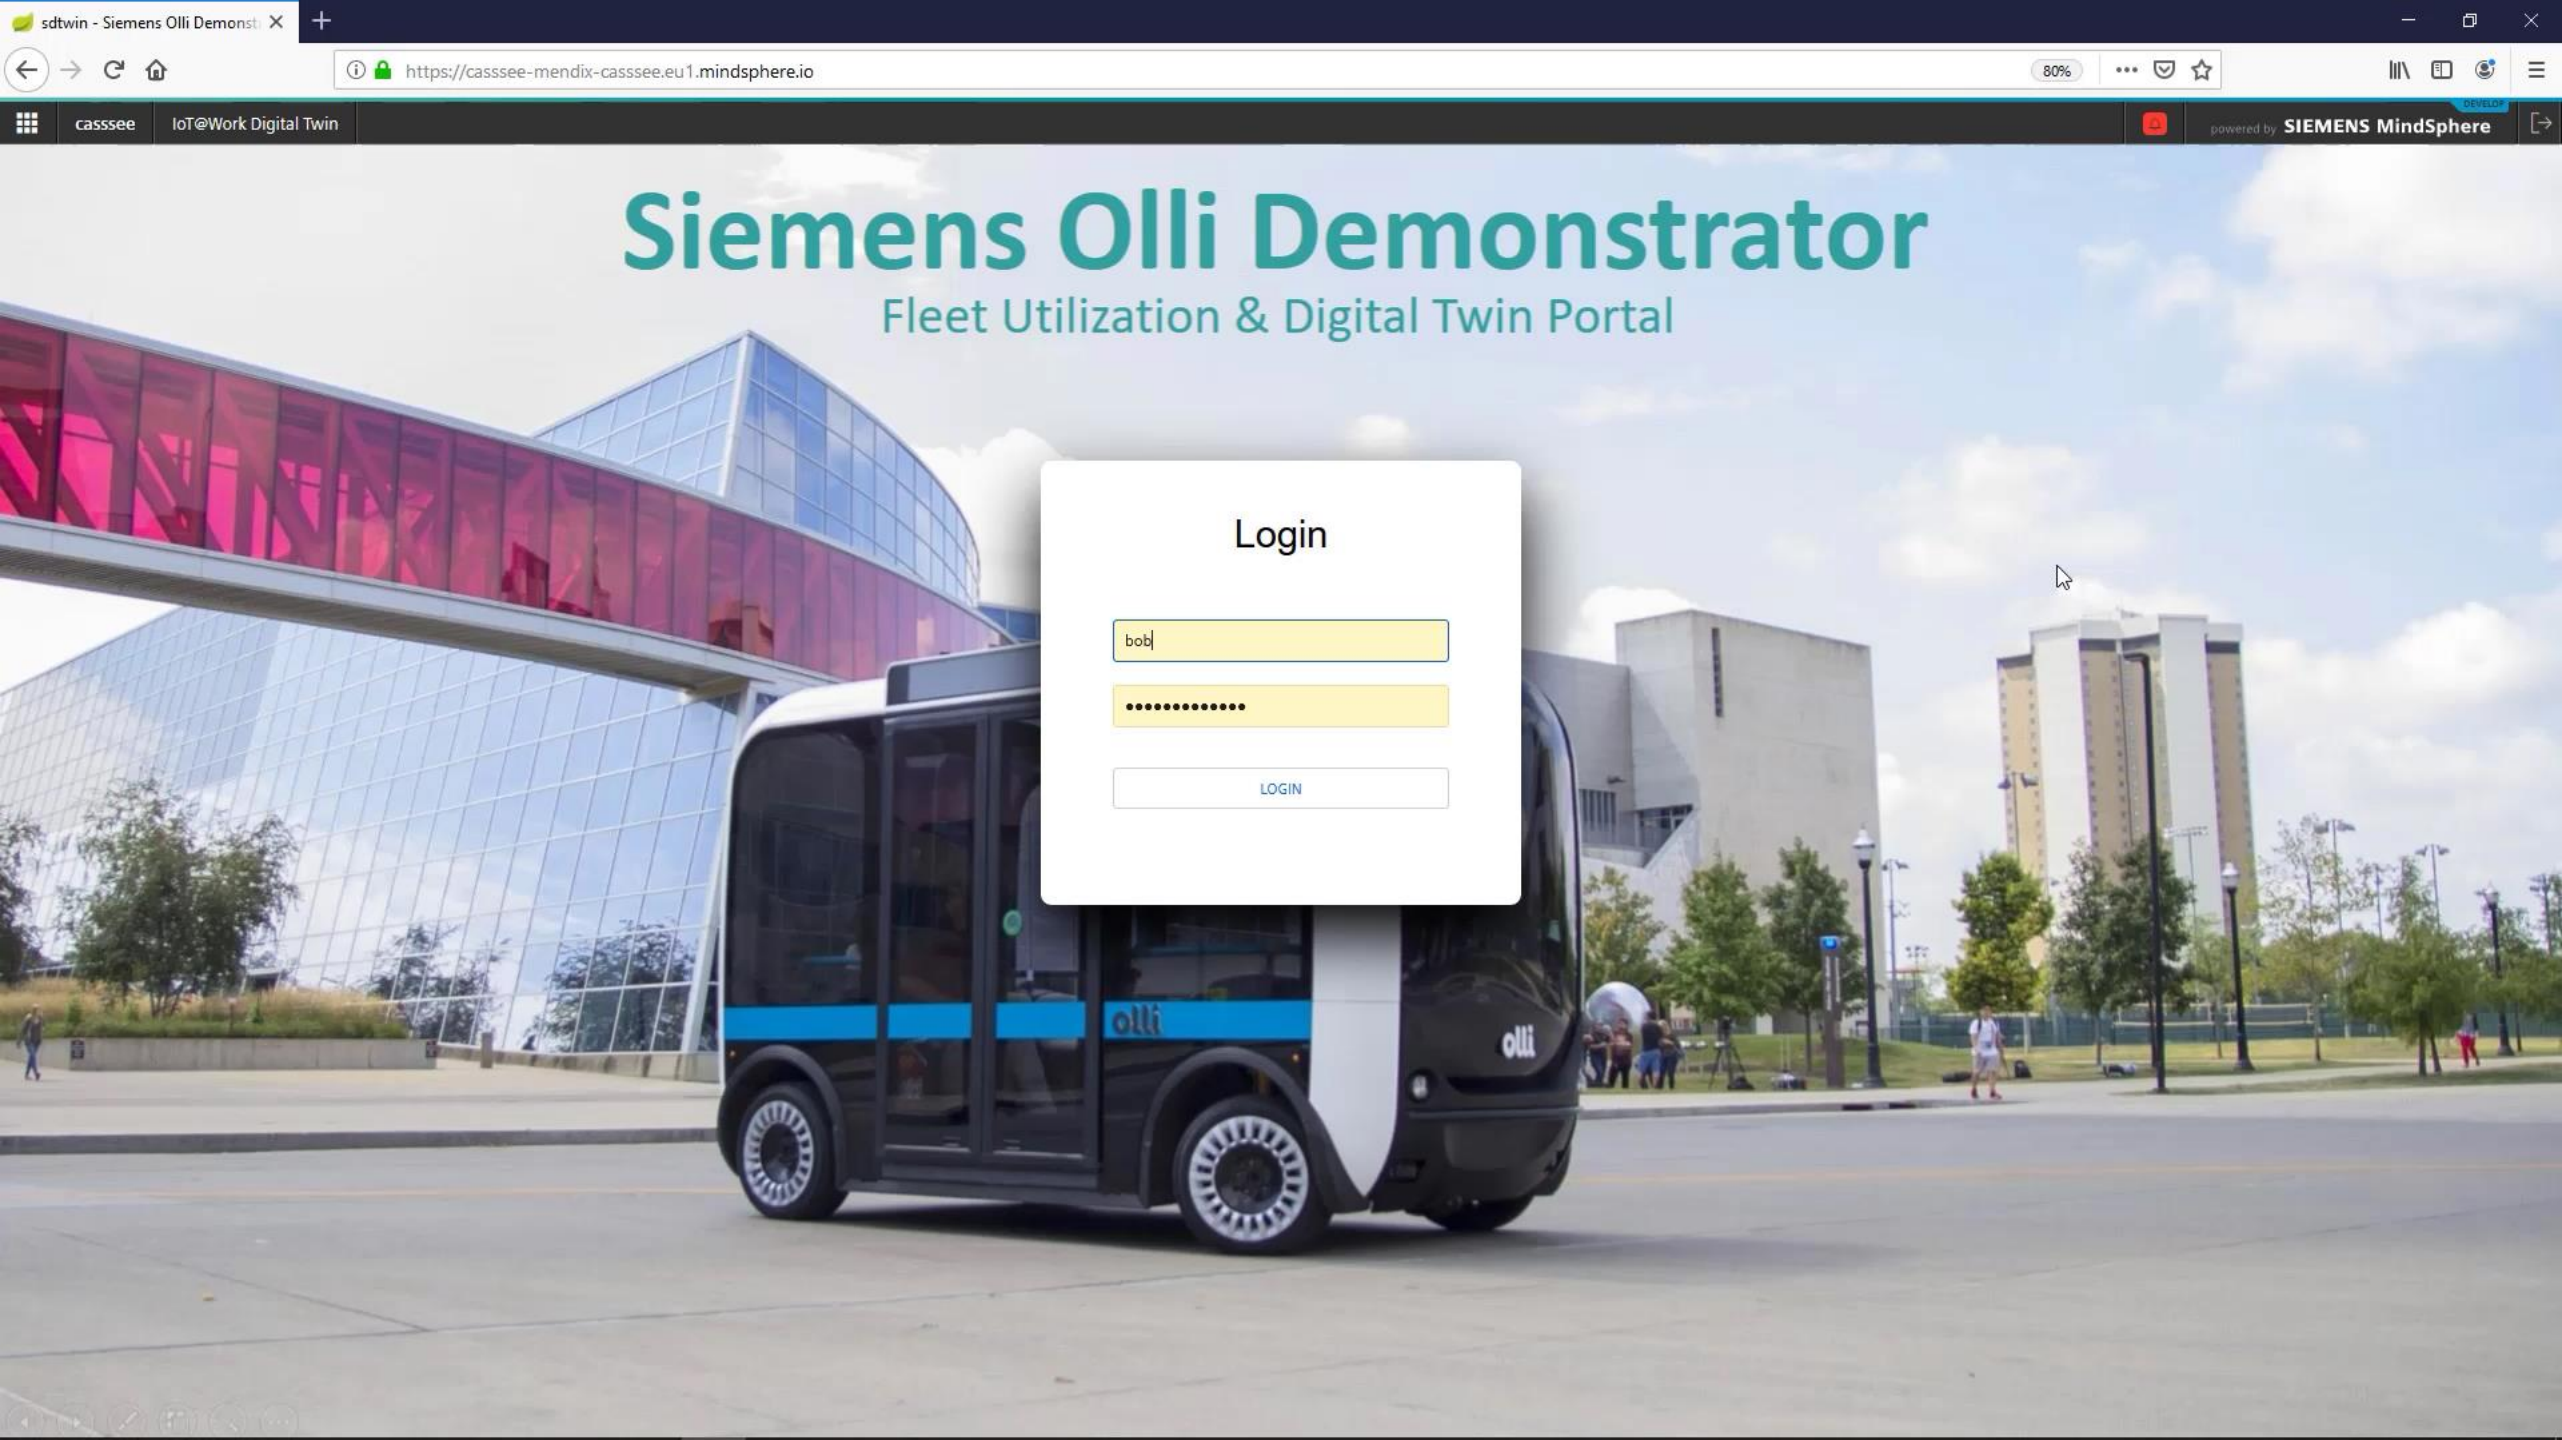 sdtwin - Siemens Olli Demonst
https://casssee-mendix-casssee.eu1.mindsphere.io
80%
casssee
IoT@Work Digital Twin
DEVELOP
powered by SIEMENS MindSphere
Siemens Olli Demonstrator
Fleet Utilization & Digital Twin Portal
Login
bob
•••••••••••••
LOGIN
olli
olli